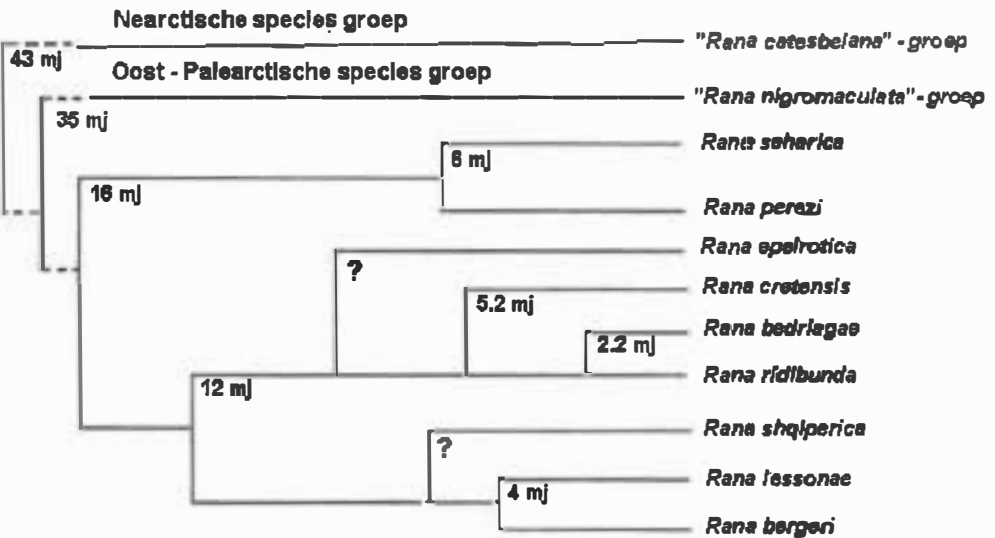 Nearctische species groep
43 mj
"Rana catesbeiana" - groep
Oost - Palearctische species groep
35 mj
"Rana nigromaculata" - groep
Rana saharica
6 mj
16 mj
Rana perezi
Rana epeirotica
?
Rana cretensis
5.2 mj
Rana bedriagae
2.2 mj
12 mj
Rana ridibunda
Rana shqiperica
?
Rana lessonae
4 mj
Rana bergeri